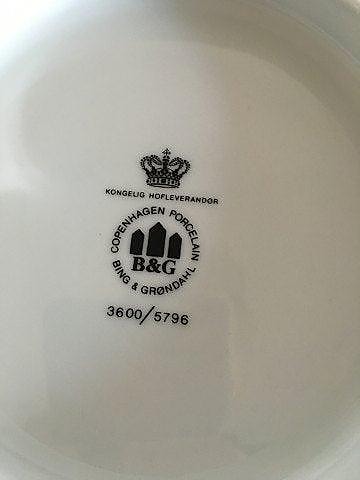 KONGELIG HOFLEVERANDØR
COPENHAGEN PORCELAIN
B&G
BING & GRØNDAHL
3600/5796